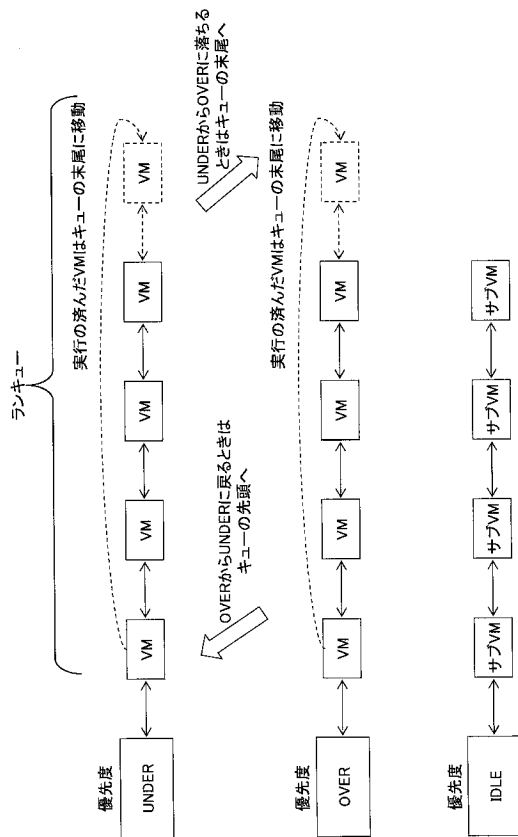 ランキュー
実行の済んだVMはキューの末尾に移動
優先度
UNDER
VM
VM
VM
VM
VM
OVERからUNDERに戻るときは
キューの先頭へ
UNDERからOVERに落ちる
ときはキューの末尾へ
実行の済んだVMはキューの末尾に移動
優先度
OVER
VM
VM
VM
VM
VM
優先度
IDLE
サブVM
サブVM
サブVM
サブVM